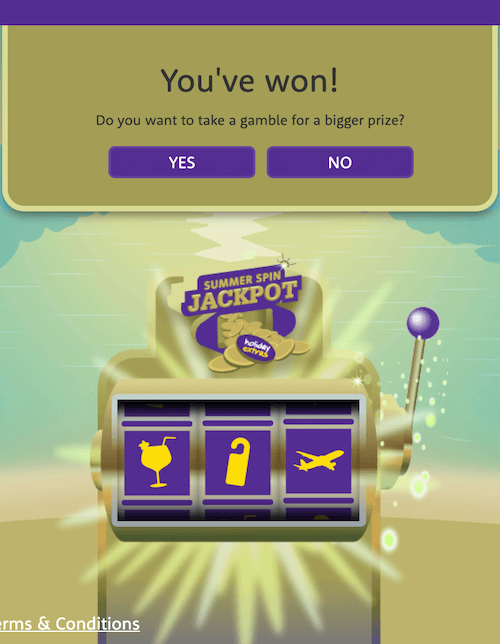 You've won!
Do you want to take a gamble for a bigger prize?
YES NO
SUMMER SPIN
JACKPOT
holiday
extras
erms & Conditions